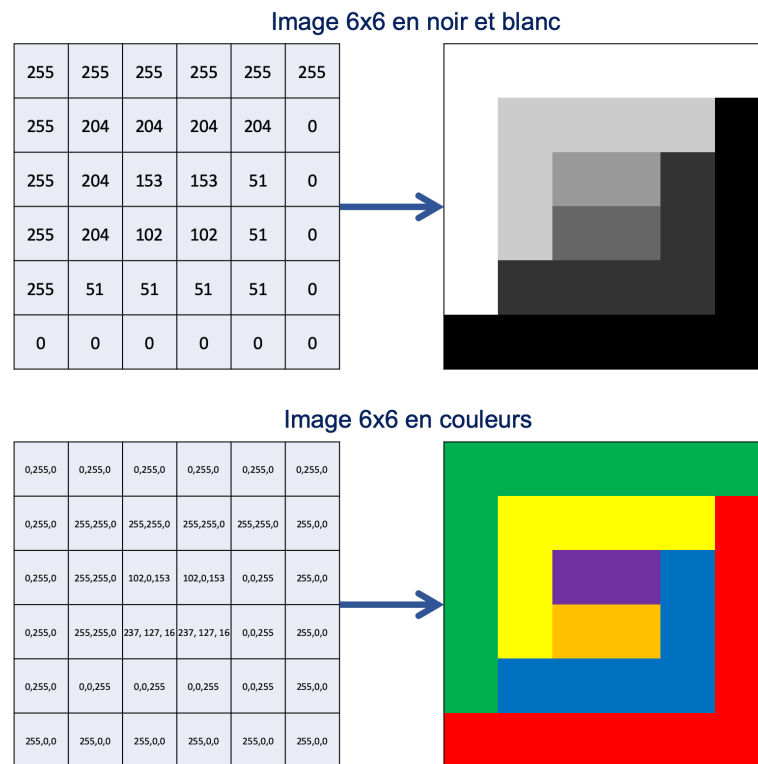 Image 6x6 en noir et blanc
255 255 255 255 255 255
255 204 204 204 204 0
255 204 153 153 51 0
255 204 102 102 51 0
255 51 51 51 51 0
0 0 0 0 0 0
Image 6x6 en couleurs
0,255,0 0,255,0 0,255,0 0,255,0 0,255,0 0,255,0
0,255,0 255,255,0 255,255,0 255,255,0 255,255,0 255,0,0
0,255,0 255,255,0 102,0,153 102,0,153 0,0,255 255,0,0
0,255,0 255,255,0 237, 127, 16 237, 127, 16 0,0,255 255,0,0
0,255,0 0,0,255 0,0,255 0,0,255 0,0,255 255,0,0
255,0,0 255,0,0 255,0,0 255,0,0 255,0,0 255,0,0